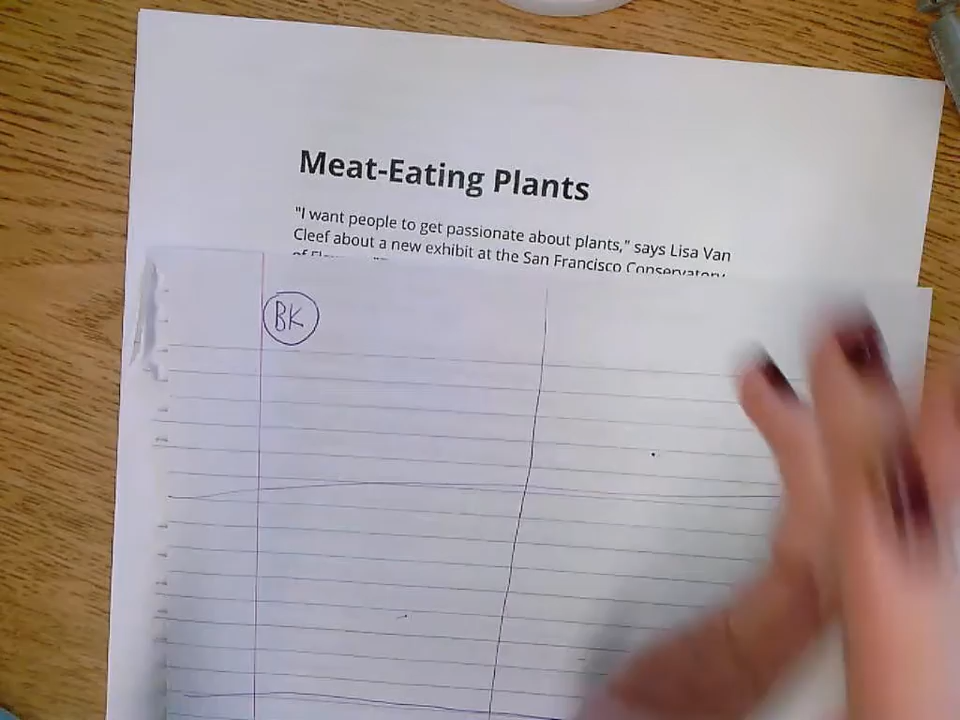 Meat-Eating Plants
"I want people to get passionate about plants," says Lisa Van
Cleef about a new exhibit at the San Francisco Conservatory
BK